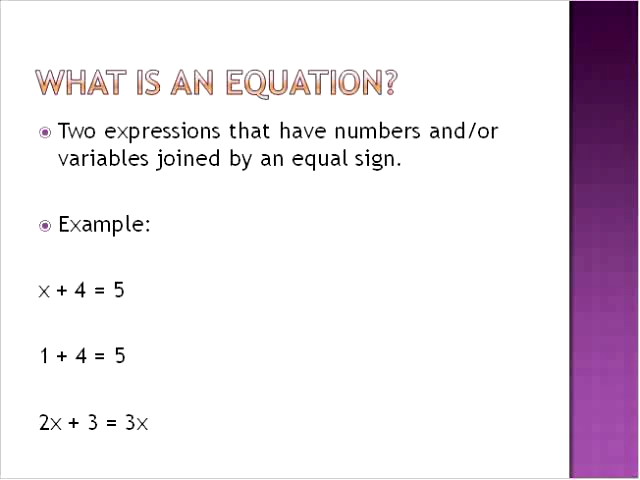 WHAT IS AN EQUATION?
Two expressions that have numbers and/or
variables joined by an equal sign.
Example:
x + 4 = 5
1 + 4 = 5
2x + 3 = 3x